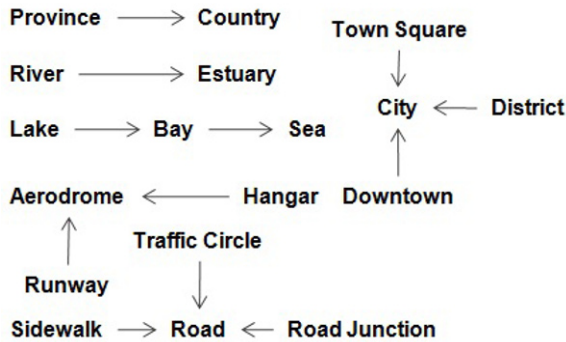 Province Country
Town Square
River Estuary
City District
Lake Bay Sea
Aerodrome Hangar Downtown
Traffic Circle
Runway
Sidewalk Road Road Junction